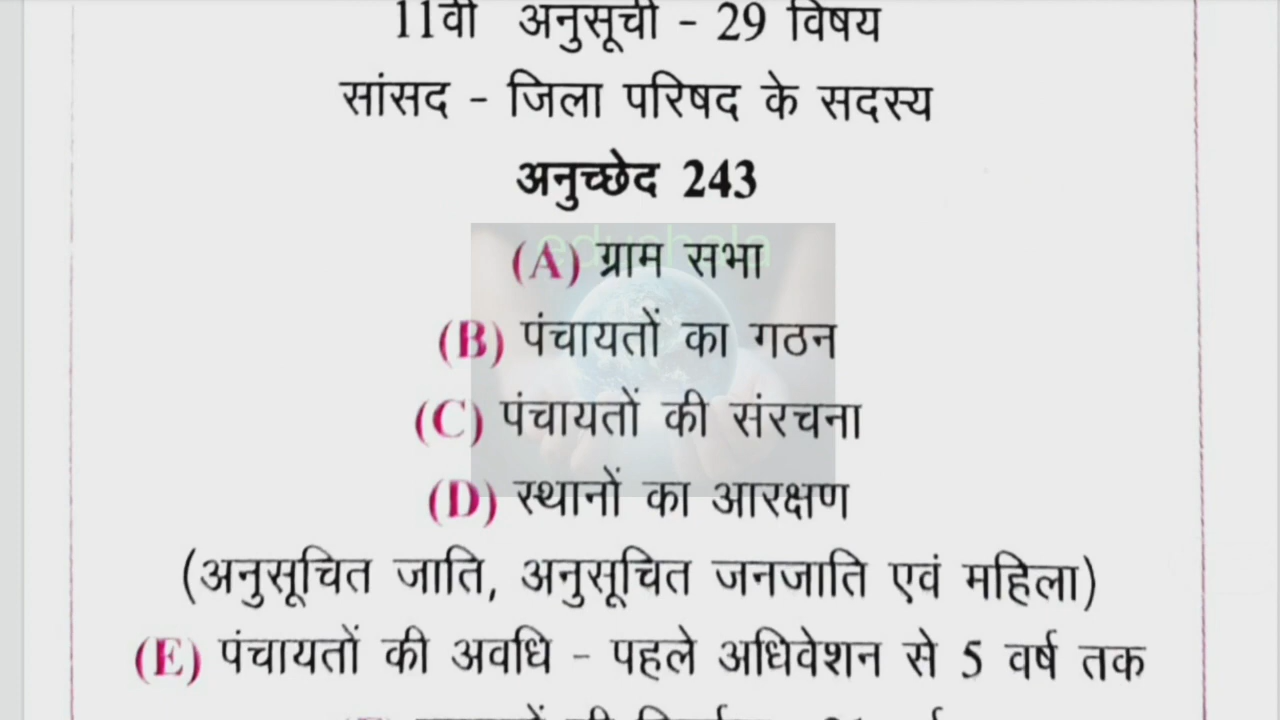 11वी अनुसूची - 29 विषय
सांसद - जिला परिषद के सदस्य
अनुच्छेद 243
(A) ग्राम सभा
(B) पंचायतों का गठन
(C) पंचायतों की संरचना
(D) स्थानों का आरक्षण
(अनुसूचित जाति, अनुसूचित जनजाति एवं महिला)
(E) पंचायतों की अवधि - पहले अधिवेशन से 5 वर्ष तक